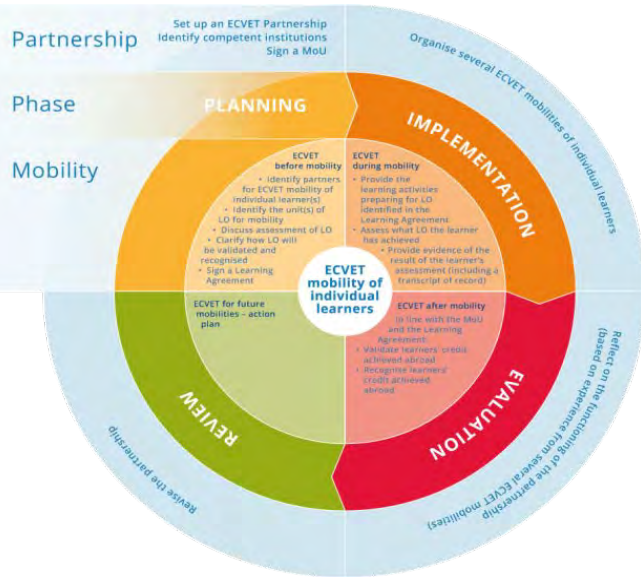 Partnership
Set up an ECVET Partnership
Identify competent institutions
Sign a MoU
Organise several ECVET mobilities of individual learners
Phase
PLANNING
IMPLEMENTATION
Mobility
ECVET
before mobility
• Identify partners
for ECVET mobility of
individual learner(s)
• Identify the unit(s) of
LO for mobility
• Discuss assessment of LO
• Clarify how LO will
be validated and
recognised
• Sign a Learning
Agreement
ECVET
during mobility
• Provide the
learning activities
preparing for LO
identified in the
Learning Agreement
• Assess what LO the learner
has achieved
• Provide evidence of the
result of the learner's
assessment (including a
transcript of record)
ECVET
mobility of
individual
learners
ECVET for future
mobilities – action
plan
ECVET after mobility
In line with the MoU
and the Learning
Agreement:
• Validate learners' credit
achieved abroad
• Recognise learners'
credit achieved
abroad
REVIEW
EVALUATION
Revise the partnership
Reflect on the functioning of the partnership
(based on experience from several ECVET mobilities)